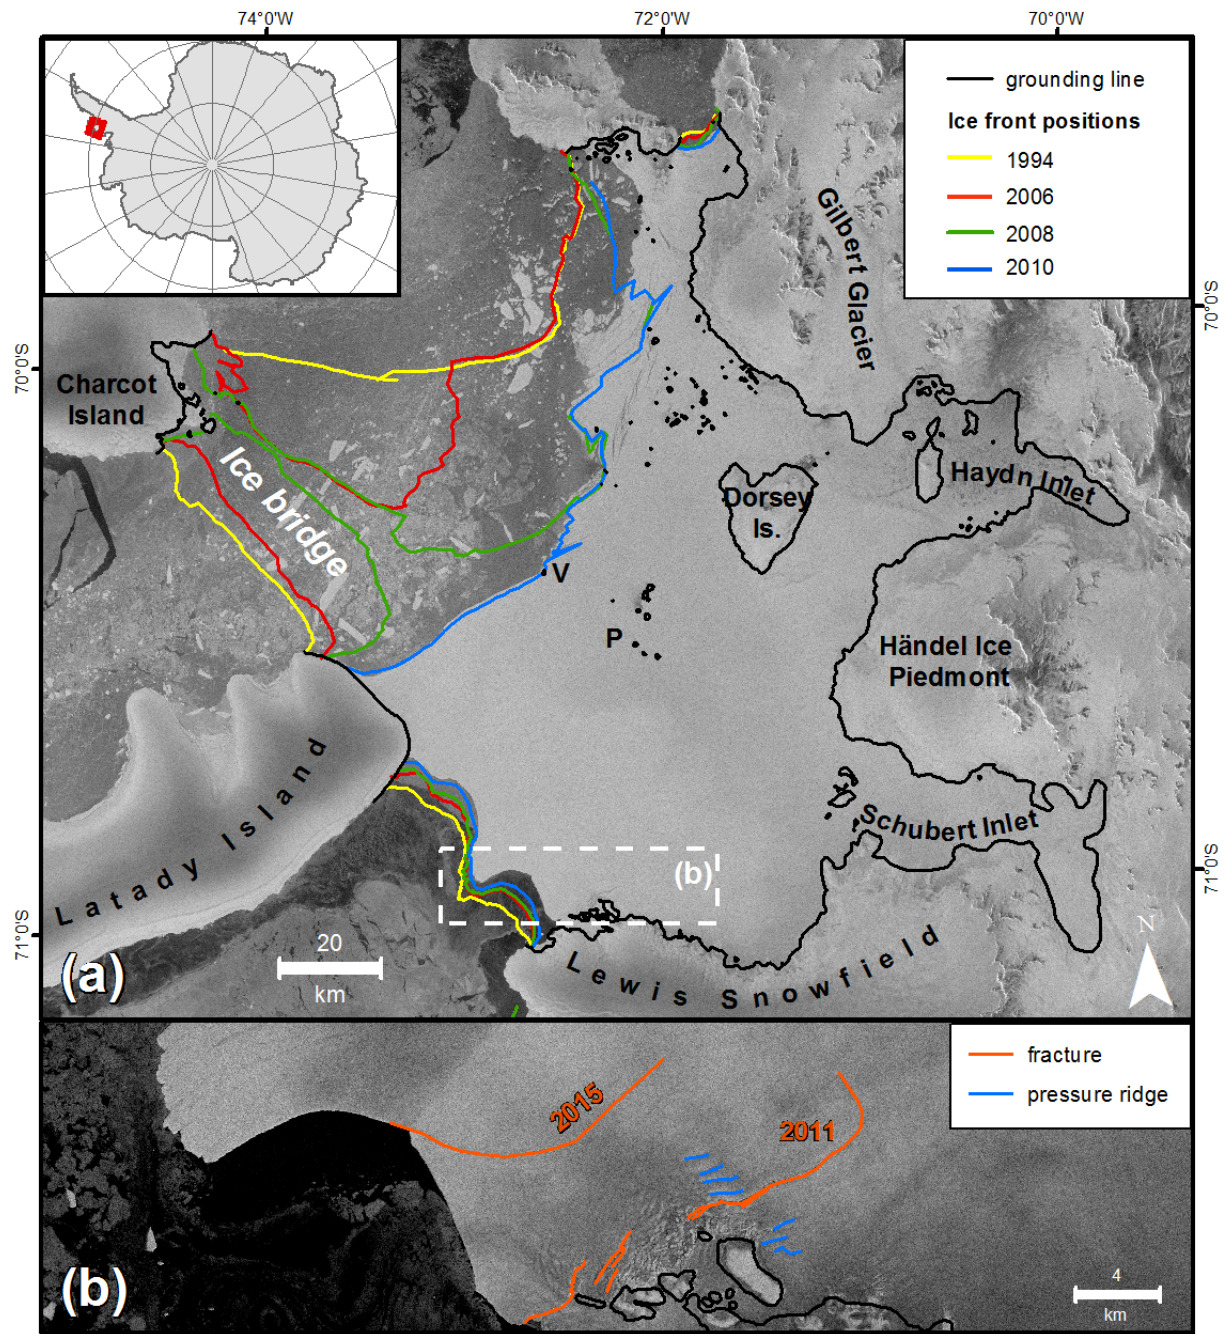 74°0'W
72°0'W
70°0'W
grounding line
Ice front positions
1994
2006
2008
2010
Gilbert Glacier
70°0'S
70°0'S
Charcot
Island
Ice bridge
Dorsey
Is.
Haydn Inlet
V
P
Händel Ice
Piedmont
Latady Island
Schubert Inlet
(b)
71°0'S
71°0'S
20
km
Lewis Snowfield
N
(a)
fracture
pressure ridge
2015
2011
(b)
4
km